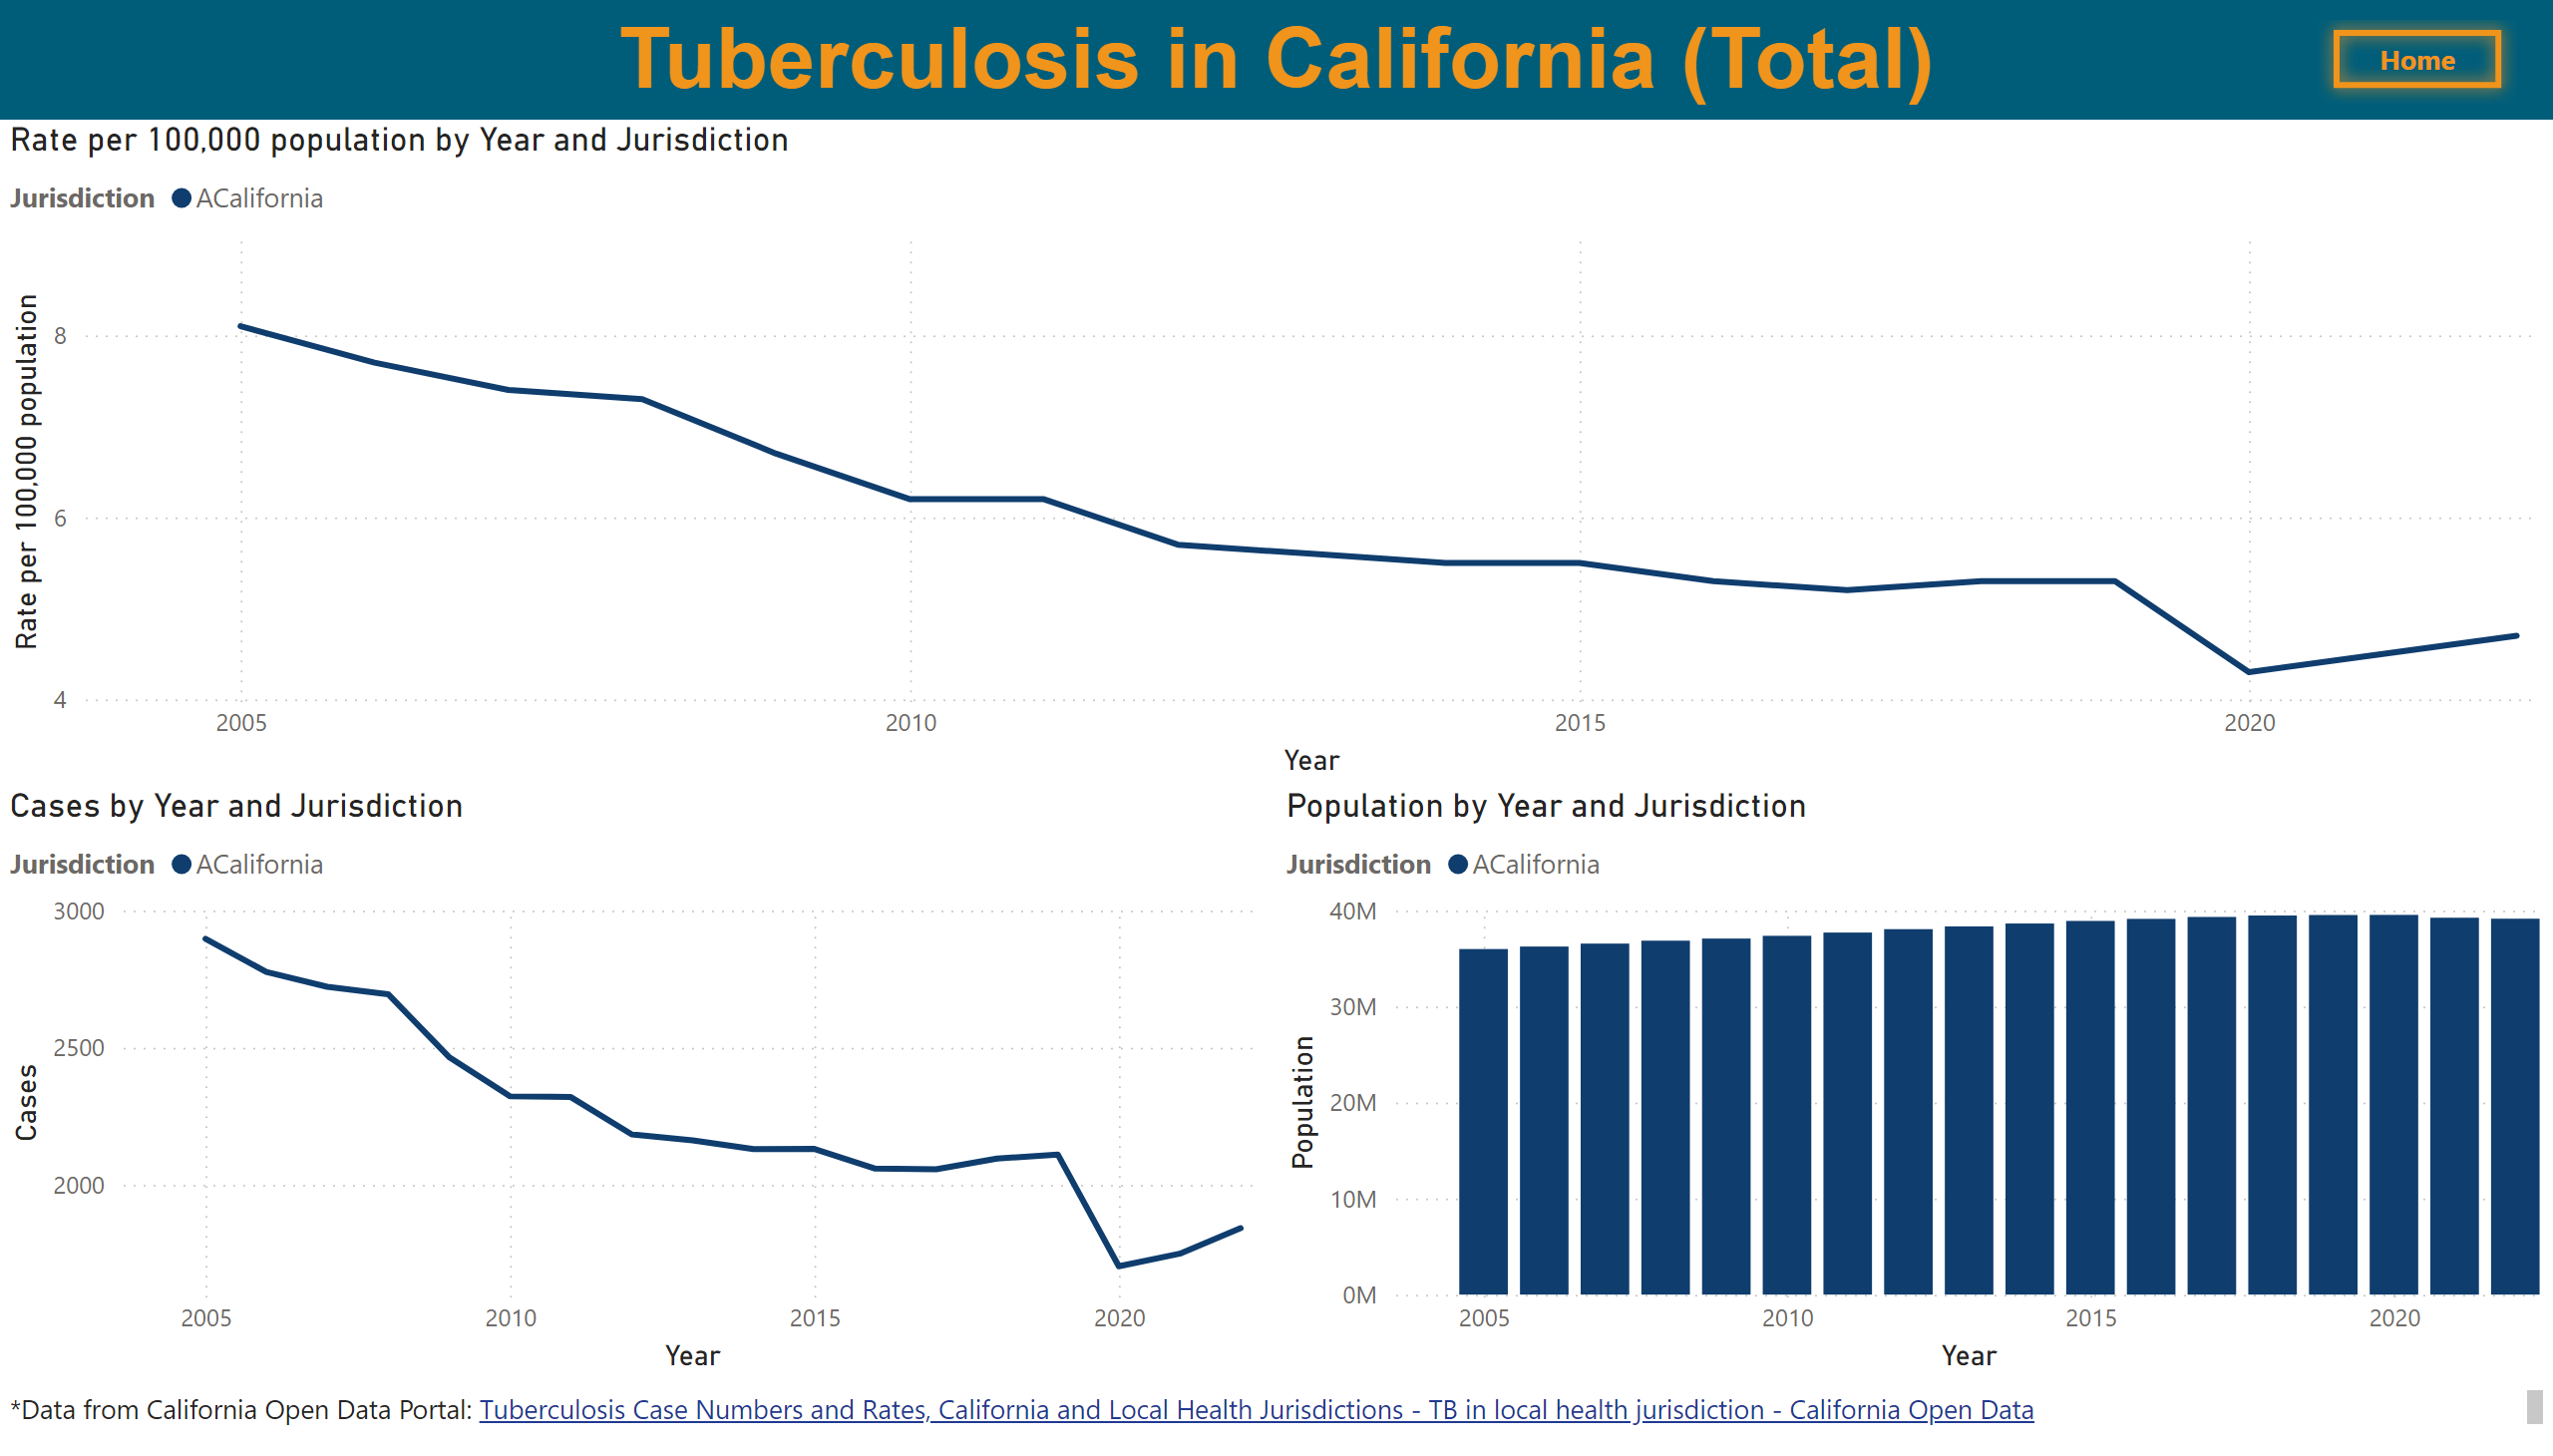 Tuberculosis in California (Total)
Home
Rate per 100,000 population by Year and Jurisdiction
Jurisdiction ACalifornia
Rate per 100,000 population
8
6
4
2005 2010 2015 2020
Year
Cases by Year and Jurisdiction
Jurisdiction ACalifornia
Cases
3000
2500
2000
2005 2010 2015 2020
Year
Population by Year and Jurisdiction
Jurisdiction ACalifornia
Population
40M
30M
20M
10M
0M
2005 2010 2015 2020
Year
*Data from California Open Data Portal: Tuberculosis Case Numbers and Rates, California and Local Health Jurisdictions - TB in local health jurisdiction - California Open Data